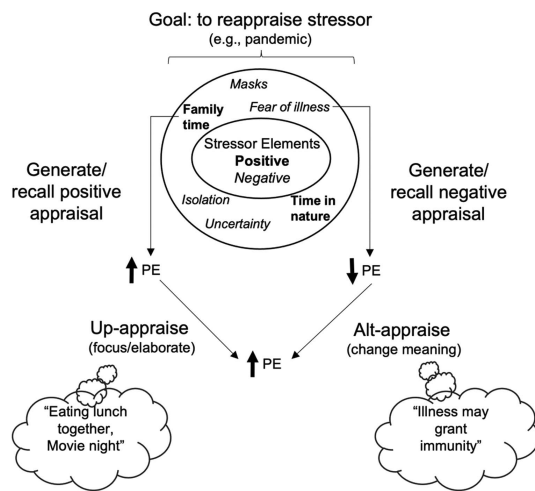 Goal: to reappraise stressor
(e.g., pandemic)
Masks
Family
time
Fear of illness
Stressor Elements
Positive
Negative
Isolation
Time in
nature
Uncertainty
Generate/
recall positive
appraisal
Generate/
recall negative
appraisal
PE
PE
Up-appraise
(focus/elaborate)
PE
Alt-appraise
(change meaning)
“Eating lunch
together,
Movie night”
“Illness may
grant
immunity”